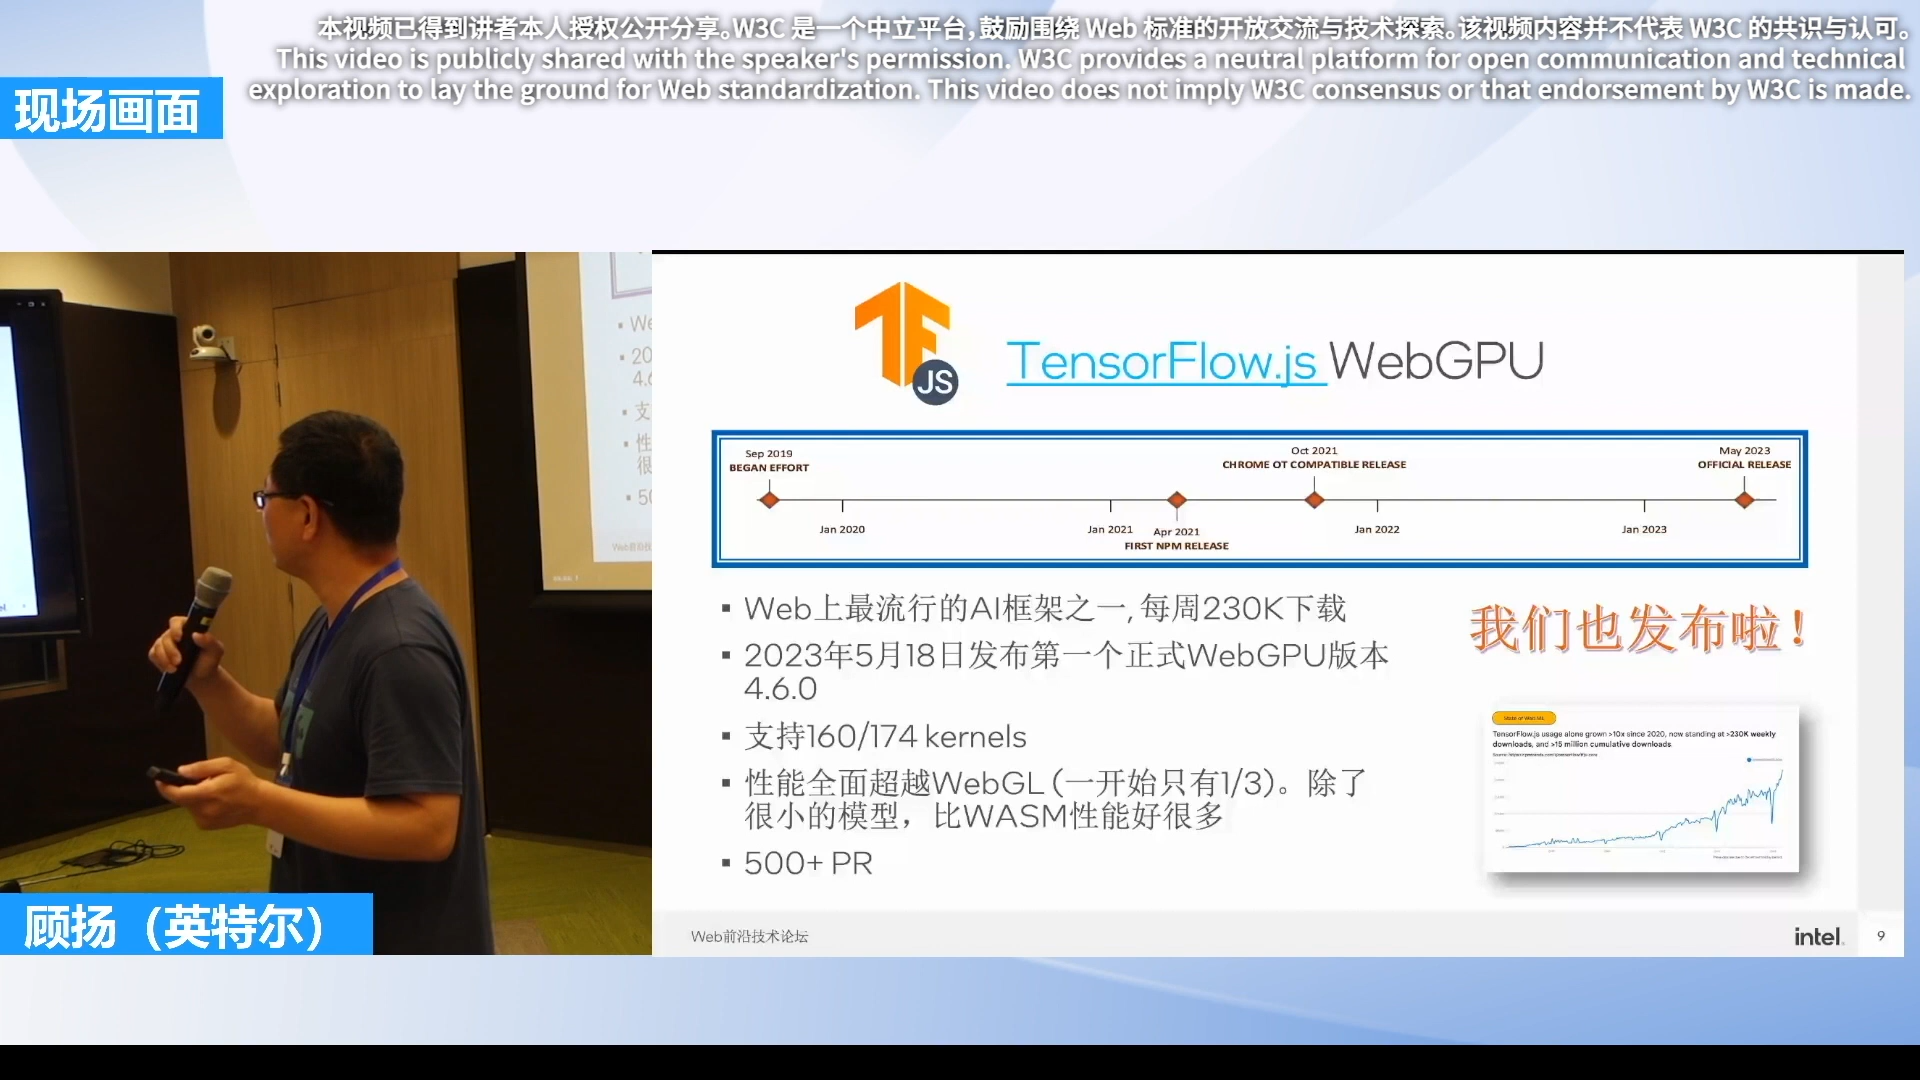 本视频已得到讲者本人授权公开分享。W3C 是一个中立平台，鼓励围绕 Web 标准的开放交流与技术探索。该视频内容并不代表 W3C 的共识与认可。
This video is publicly shared with the speaker's permission. W3C provides a neutral platform for open communication and technical
exploration to lay the ground for Web standardization. This video does not imply W3C consensus or that endorsement by W3C is made.
现场画面
TF JS
TensorFlow.js WebGPU
Sep 2019
BEGAN EFFORT
Oct 2021
CHROME OT COMPATIBLE RELEASE
May 2023
OFFICIAL RELEASE
Jan 2020
Jan 2021
Apr 2021
FIRST NPM RELEASE
Jan 2022
Jan 2023
▪ Web上最流行的AI框架之一, 每周230K下载
▪ 2023年5月18日发布第一个正式WebGPU版本
4.6.0
▪ 支持160/174 kernels
▪ 性能全面超越WebGL (一开始只有1/3)。除了
很小的模型，比WASM性能好很多
▪ 500+ PR
我们也发布啦！
State of Web ML
TensorFlow.js usage alone grown >10x since 2020, now standing at >230K weekly
downloads, and >15 million cumulative downloads
顾扬（英特尔）
Web前沿技术论坛
intel.
9